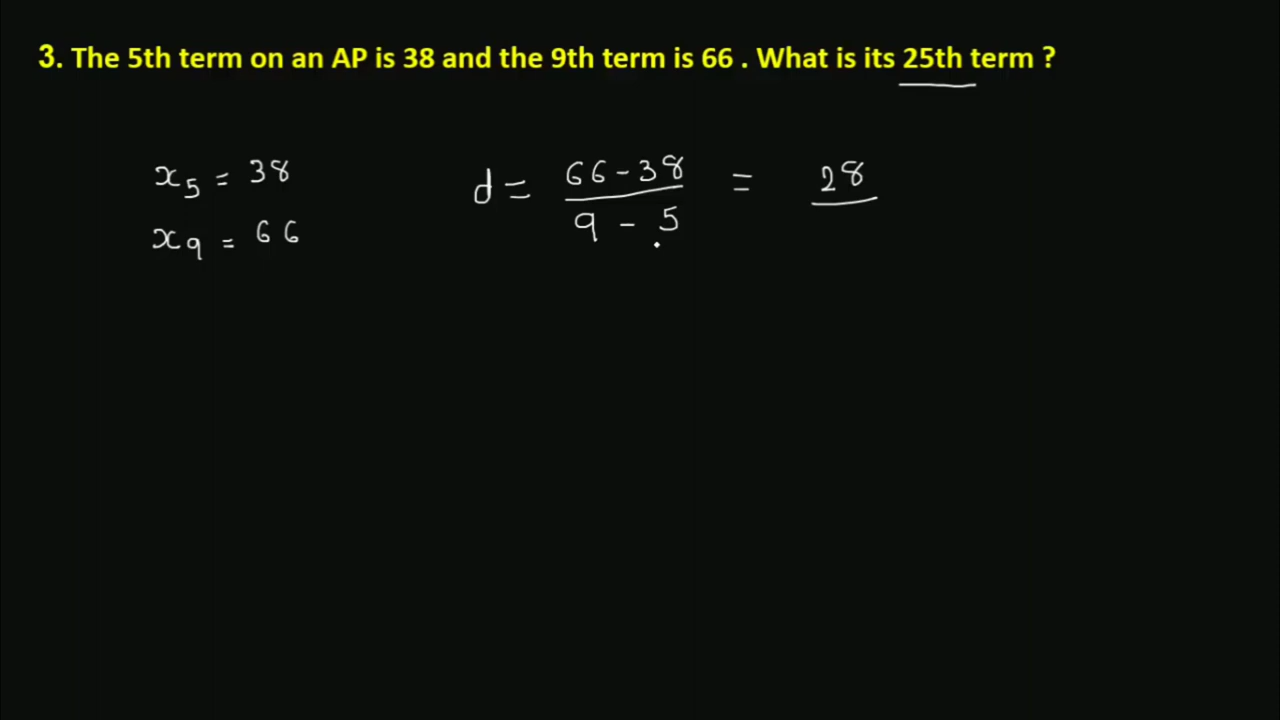 3. The 5th term on an AP is 38 and the 9th term is 66 . What is its 25th term ?
x5 = 38
d = 66-38 / 9 - 5 = 28
x9 = 66